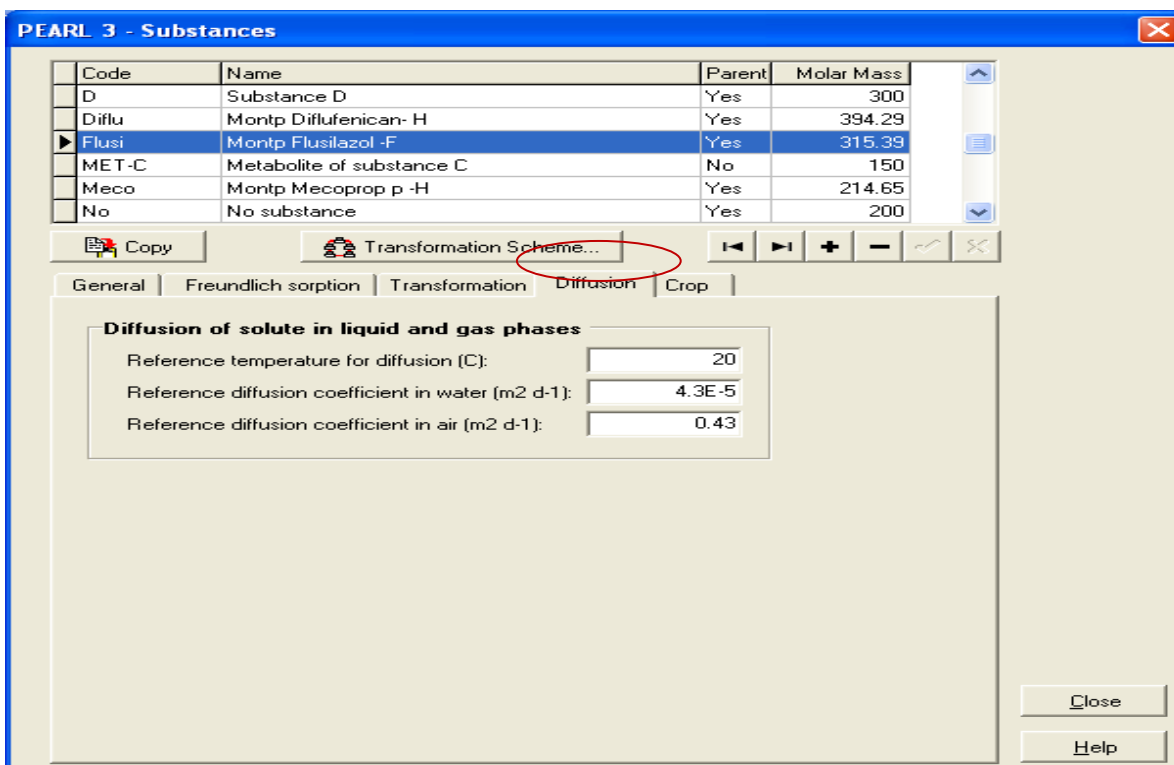 PEARL 3 - Substances
Code Name Parent Molar Mass
D Substance D Yes 300
Diflu Montp Diflufenican- H Yes 394.29
Flusi Montp Flusilazol -F Yes 315.39
MET-C Metabolite of substance C No 150
Meco Montp Mecoprop p -H Yes 214.65
No No substance Yes 200
Copy Transformation Scheme...
General Freundlich sorption Transformation Diffusion Crop
Diffusion of solute in liquid and gas phases
Reference temperature for diffusion (C): 20
Reference diffusion coefficient in water (m2 d-1): 4.3E-5
Reference diffusion coefficient in air (m2 d-1): 0.43
Close
Help